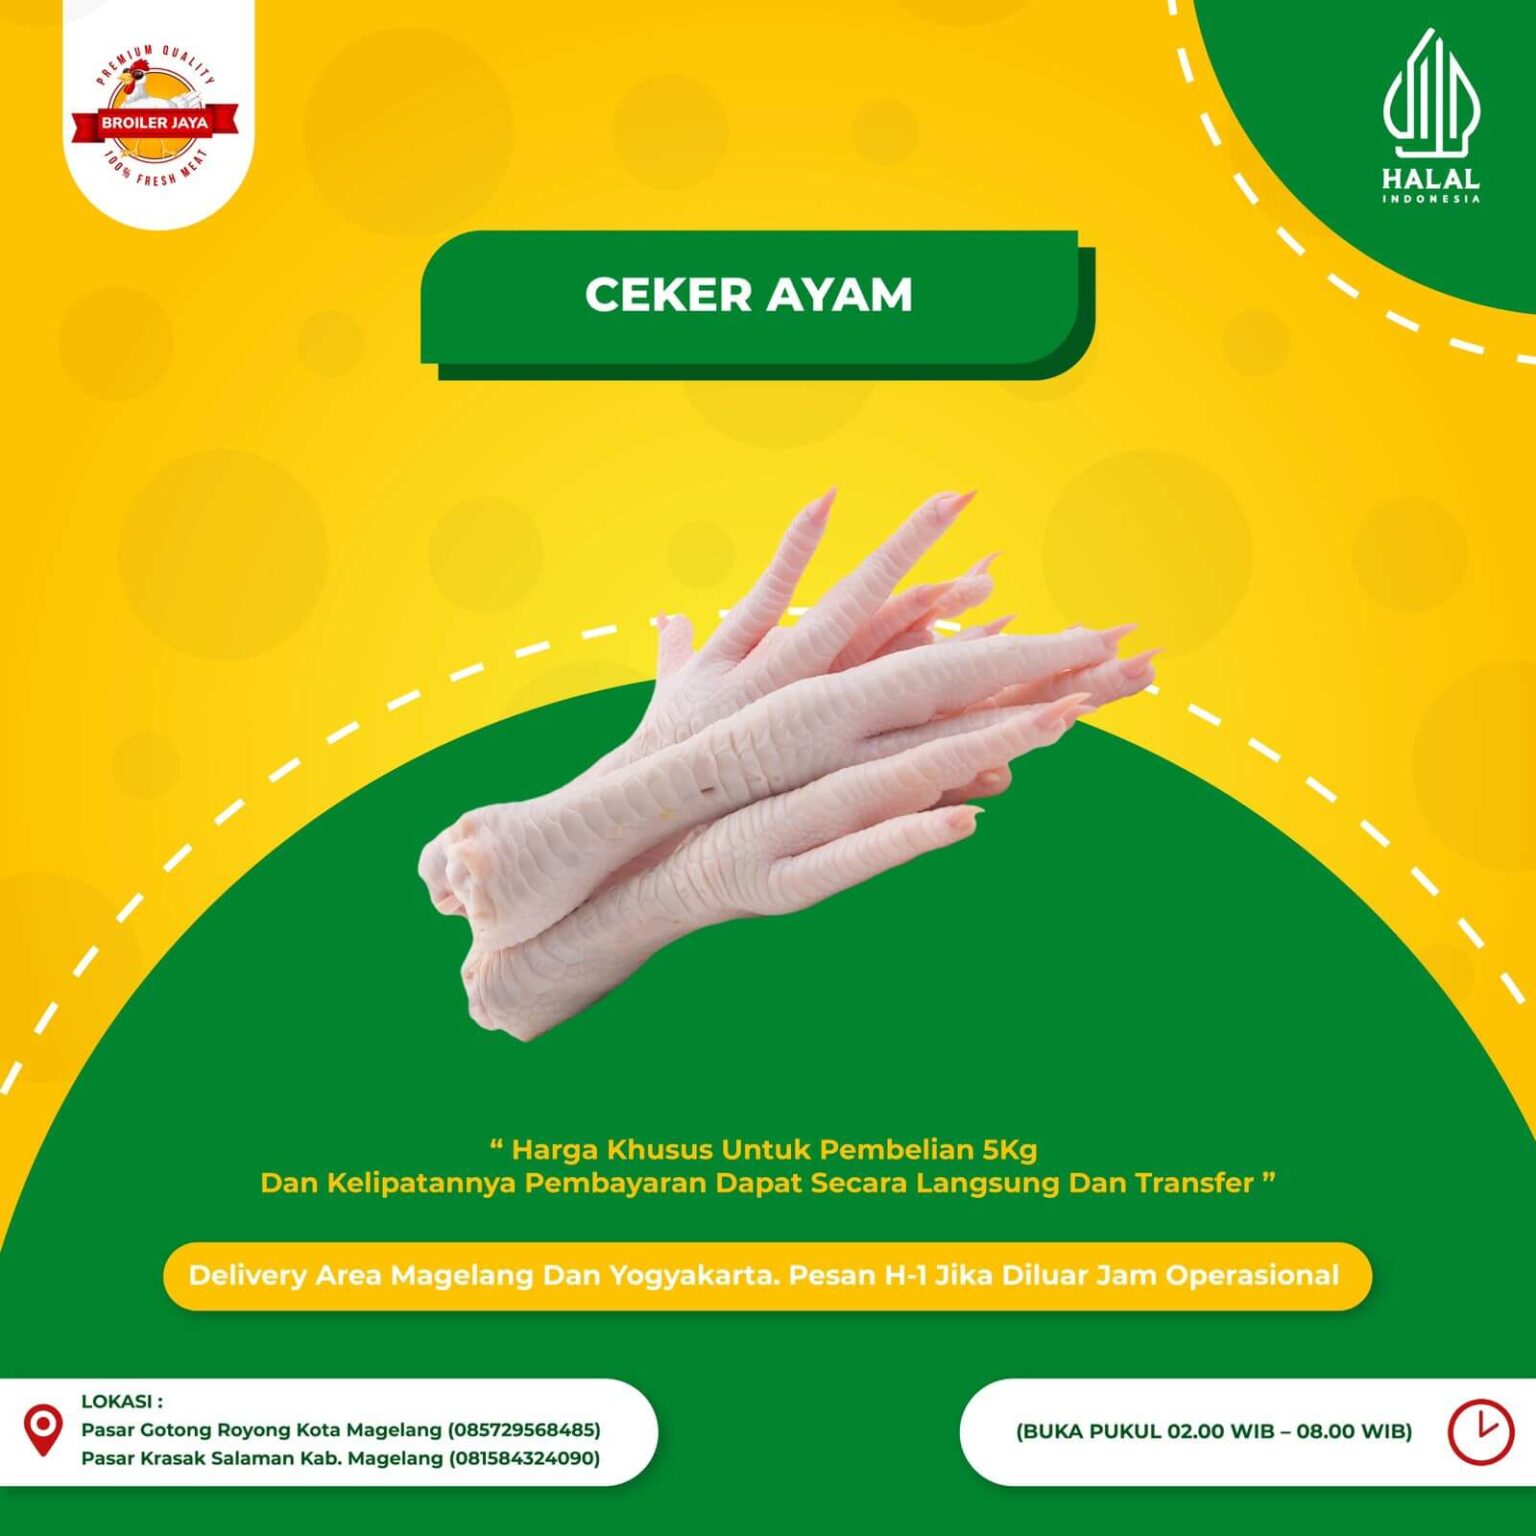 PREMIUM QUALITY
BROILER JAYA
100% FRESH MEAT
HALAL
INDONESIA
CEKER AYAM
“ Harga Khusus Untuk Pembelian 5Kg
Dan Kelipatannya Pembayaran Dapat Secara Langsung Dan Transfer ”
Delivery Area Magelang Dan Yogyakarta. Pesan H-1 Jika Diluar Jam Operasional
LOKASI :
Pasar Gotong Royong Kota Magelang (085729568485)
Pasar Krasak Salaman Kab. Magelang (081584324090)
(BUKA PUKUL 02.00 WIB – 08.00 WIB)